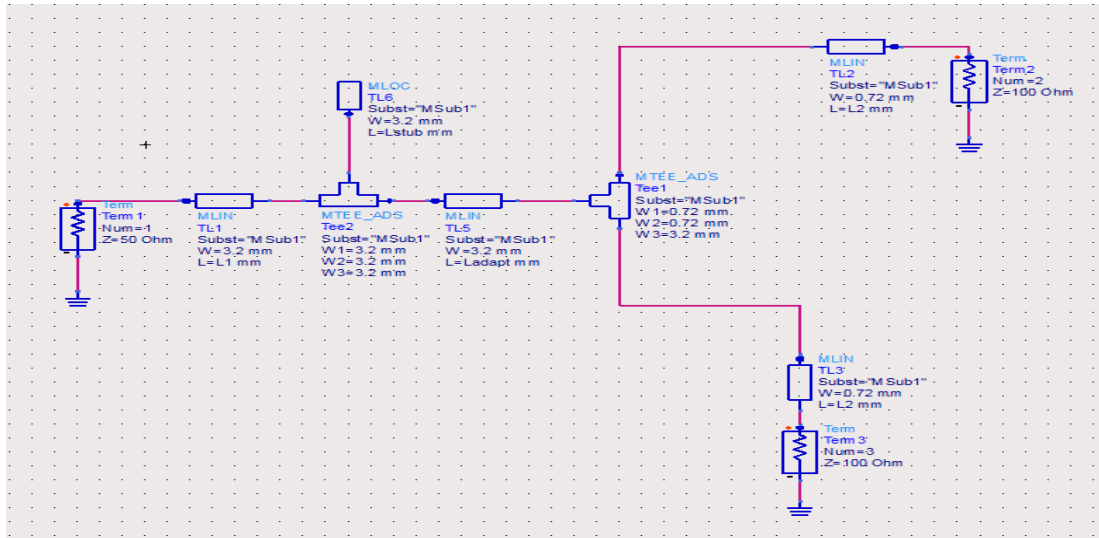 MLOC
TL6
Subst="MSub1"
W=3.2 mm
L=Lstub mm
MLIN
TL2
Subst="MSub1"
W=0.72 mm
L=L2 mm
Term
Term2
Num=2
Z=100 Ohm
Term
Term1
Num=1
Z=50 Ohm
MLIN
TL1
Subst="MSub1"
W=3.2 mm
L=L1 mm
MTEE_ADS
Tee2
Subst="MSub1"
W1=3.2 mm
W2=3.2 mm
W3=3.2 mm
MLIN
TL5
Subst="MSub1"
W=3.2 mm
L=Ladapt mm
MTEE_ADS
Tee1
Subst="MSub1"
W1=0.72 mm
W2=0.72 mm
W3=3.2 mm
MLIN
TL3
Subst="MSub1"
W=0.72 mm
L=L2 mm
Term
Term3
Num=3
Z=100 Ohm